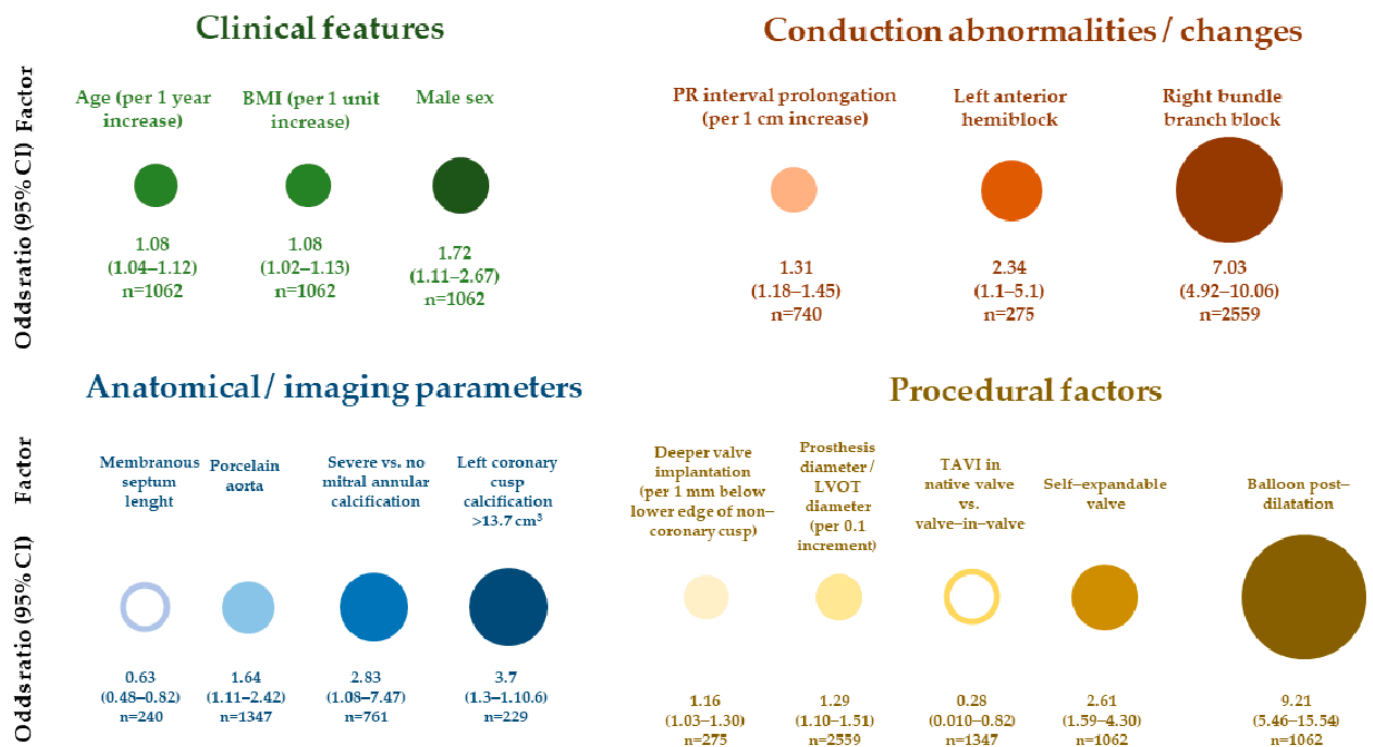 Clinical features
Factor
Age (per 1 year
increase)
BMI (per 1 unit
increase)
Male sex
Odds ratio (95% CI)
1.08
(1.04–1.12)
n=1062
1.08
(1.02–1.13)
n=1062
1.72
(1.11–2.67)
n=1062
Conduction abnormalities / changes
PR interval prolongation
(per 1 cm increase)
Left anterior
hemiblock
Right bundle
branch block
1.31
(1.18–1.45)
n=740
2.34
(1.1–5.1)
n=275
7.03
(4.92–10.06)
n=2559
Anatomical / imaging parameters
Factor
Membranous
septum
lenght
Porcelain
aorta
Severe vs. no
mitral annular
calcification
Left coronary
cusp
calcification
>13.7 cm³
Odds ratio (95% CI)
0.63
(0.48–0.82)
n=240
1.64
(1.11–2.42)
n=1347
2.83
(1.08–7.47)
n=761
3.7
(1.3–1.10.6)
n=229
Procedural factors
Deeper valve
implantation
(per 1 mm below
lower edge of non–
coronary cusp)
Prosthesis
diameter /
LVOT
diameter
(per 0.1
increment)
TAVI in
native valve
vs.
valve–in–valve
Self–expandable
valve
Balloon post–
dilatation
1.16
(1.03–1.30)
n=275
1.29
(1.10–1.51)
n=2559
0.28
(0.010–0.82)
n=1347
2.61
(1.59–4.30)
n=1062
9.21
(5.46–15.54)
n=1062